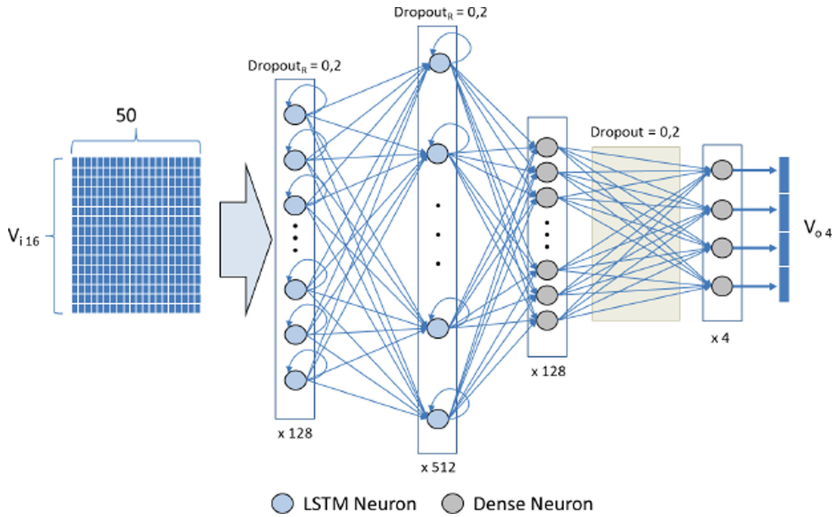 Dropout_R = 0,2
Dropout_R = 0,2
50
Dropout = 0,2
V_i 16
V_o 4
x 4
x 128
x 128
x 512
LSTM Neuron
Dense Neuron